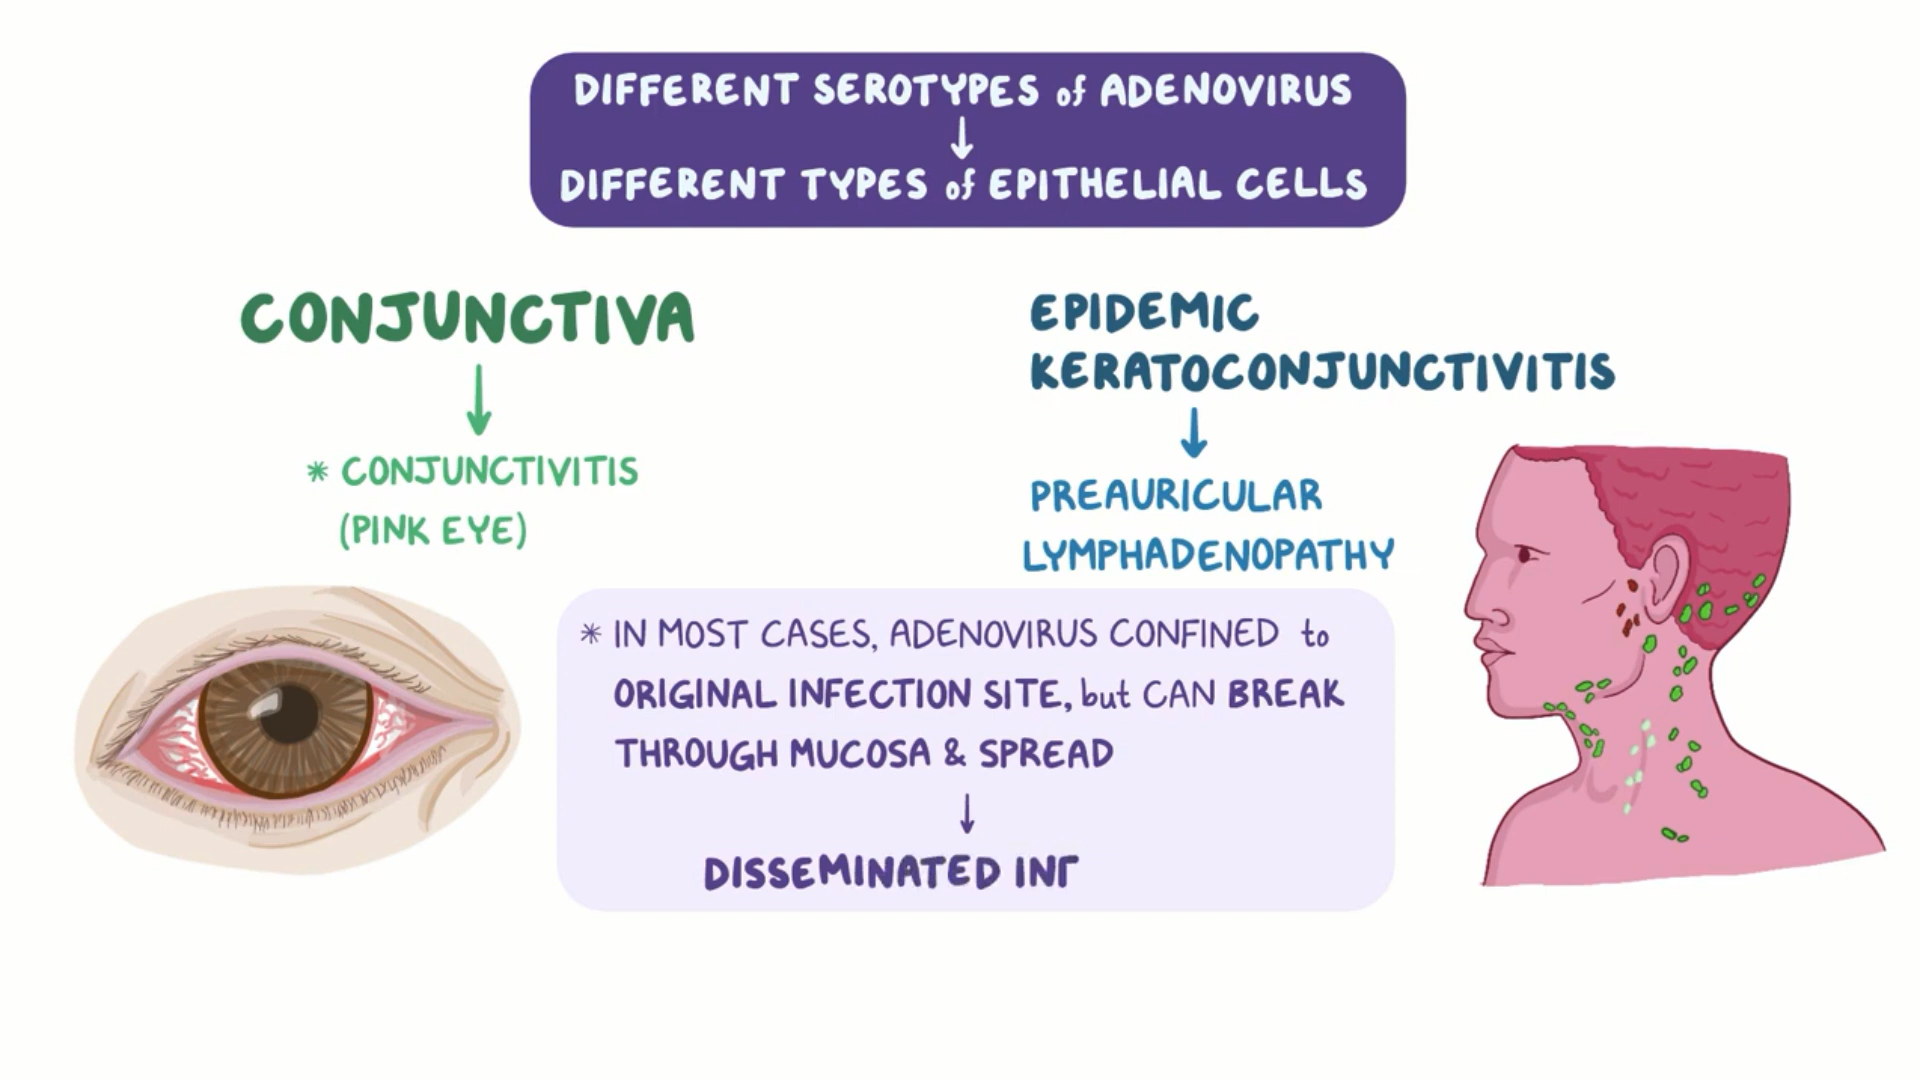 DIFFERENT SEROTYPES of ADENOVIRUS
↓
DIFFERENT TYPES of EPITHELIAL CELLS
CONJUNCTIVA
↓
* CONJUNCTIVITIS
(PINK EYE)
EPIDEMIC
KERATOCONJUNCTIVITIS
↓
PREAURICULAR
LYMPHADENOPATHY
* IN MOST CASES, ADENOVIRUS CONFINED to
ORIGINAL INFECTION SITE, but CAN BREAK
THROUGH MUCOSA & SPREAD
↓
DISSEMINATED